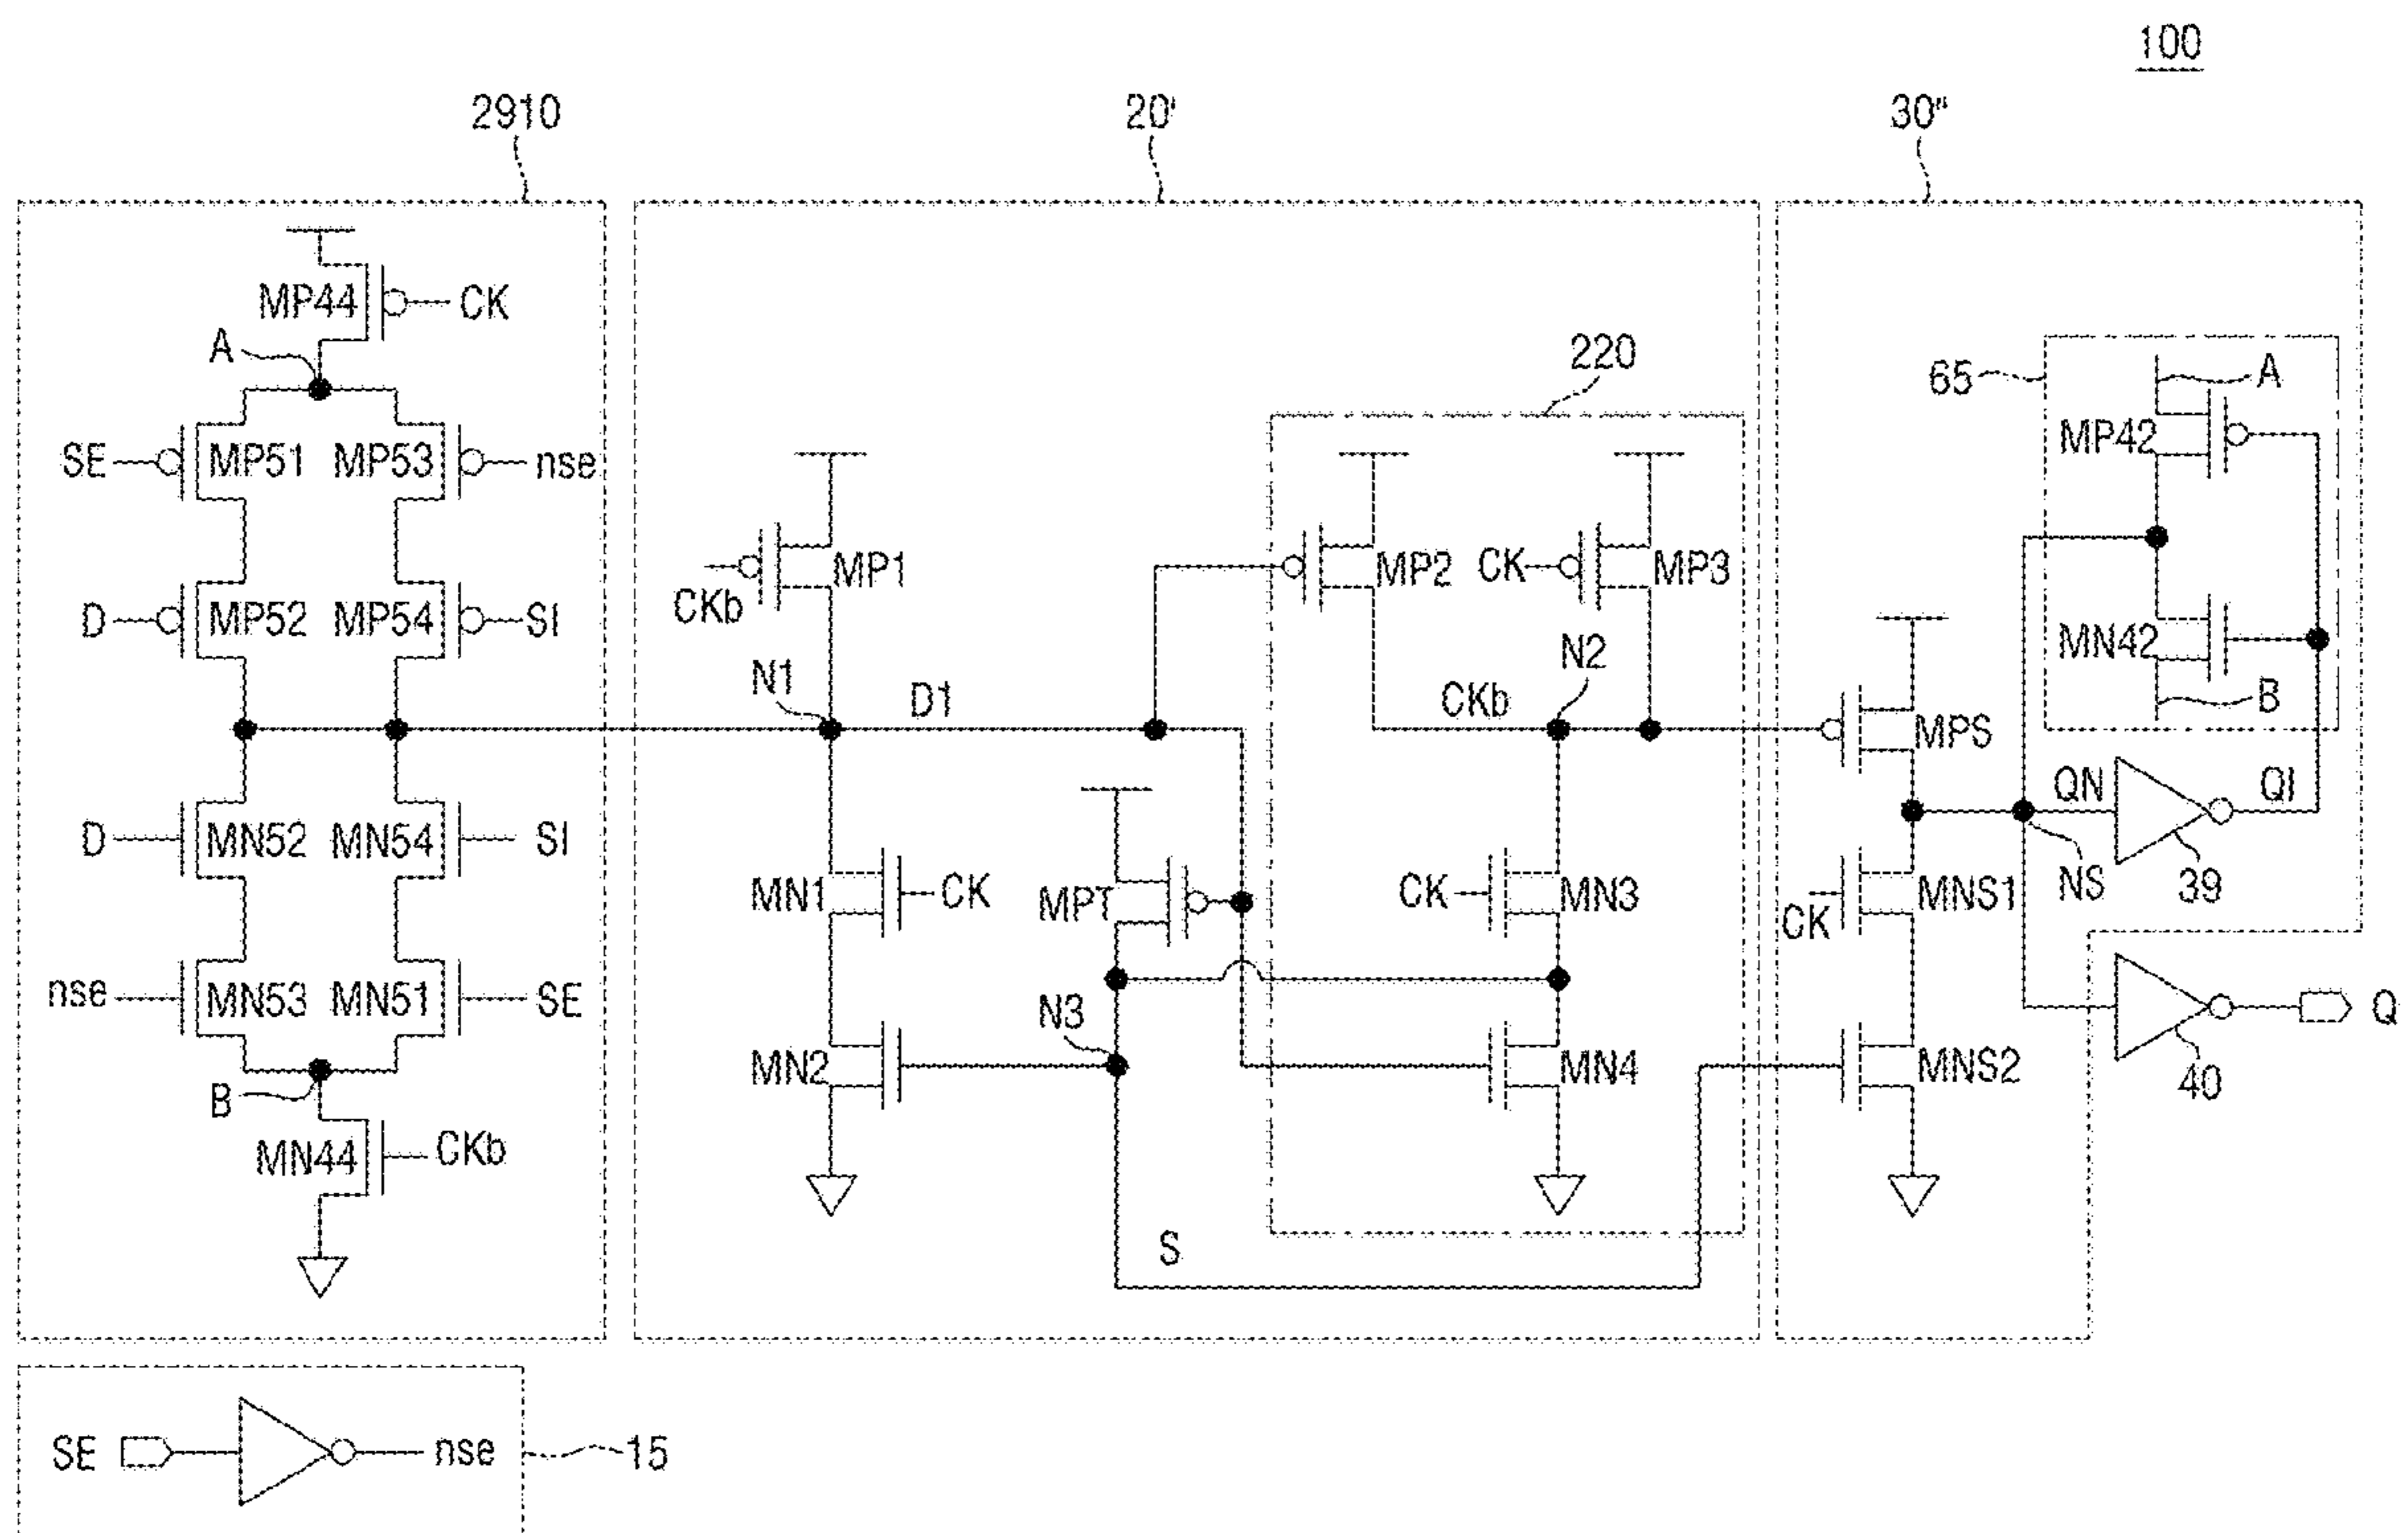 100
2910
20'
30"
MP44
CK
A
SE
MP51
MP53
nse
D
MP52
MP54
SI
D
MN52
MN54
SI
nse
MN53
MN51
SE
B
MN44
CKb
220
MP1
CKb
MP2
CK
MP3
N1
D1
CKb
N2
MN1
CK
MPT
CK
MN3
N3
MN2
MN4
S
65
A
MP42
MN42
B
MPS
QN
QI
NS
39
CK
MNS1
MNS2
40
Q
SE
nse
15